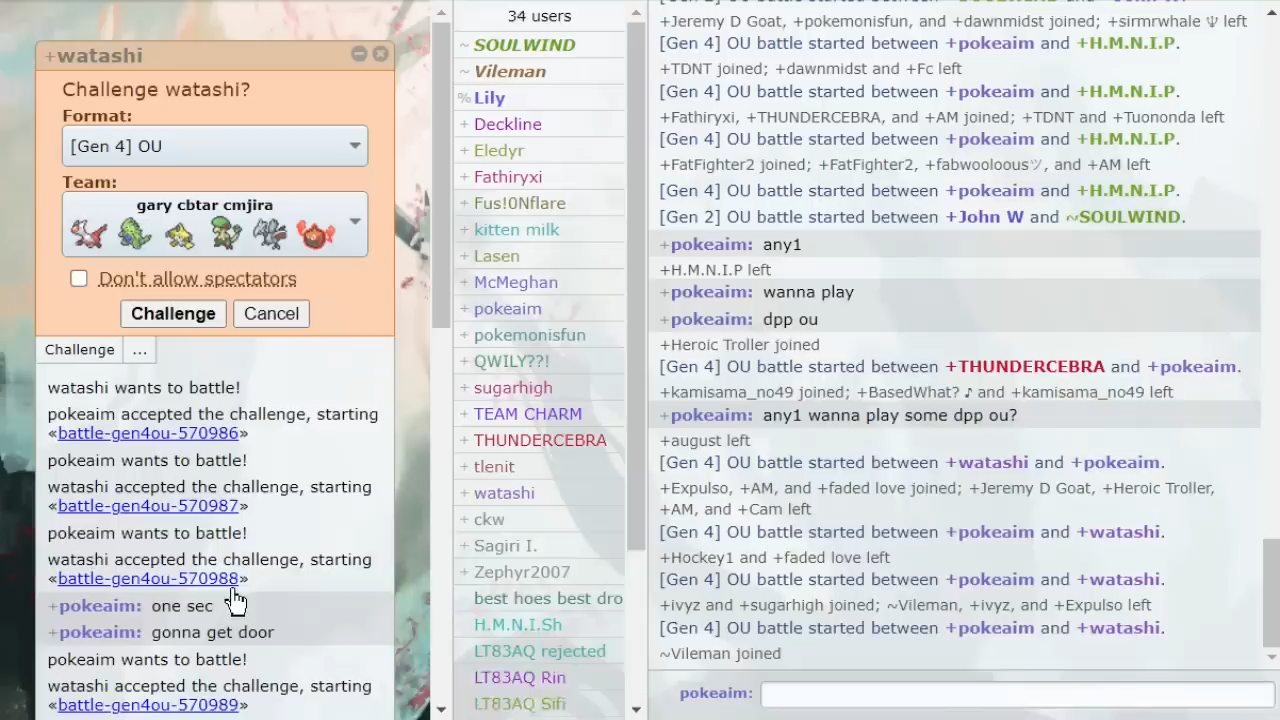 +watashi
Challenge watashi?
Format:
[Gen 4] OU
Team:
gary cbtar cmjira
Don't allow spectators
Challenge Cancel
Challenge ...
watashi wants to battle!
pokeaim accepted the challenge, starting
«battle-gen4ou-570986»
pokeaim wants to battle!
watashi accepted the challenge, starting
«battle-gen4ou-570987»
pokeaim wants to battle!
watashi accepted the challenge, starting
«battle-gen4ou-570988»
+pokeaim: one sec
+pokeaim: gonna get door
pokeaim wants to battle!
watashi accepted the challenge, starting
«battle-gen4ou-570989»
34 users
~ SOULWIND
~ Vileman
% Lily
+ Deckline
+ Eledyr
+ Fathiryxi
+ Fus!0Nflare
+ kitten milk
+ Lasen
+ McMeghan
+ pokeaim
+ pokemonisfun
+ QWILY??!
+ sugarhigh
+ TEAM CHARM
+ THUNDERCEBRA
+ tlenit
+ watashi
+ ckw
+ Sagiri I.
+ Zephyr2007
best hoes best dro
H.M.N.I.Sh
LT83AQ rejected
LT83AQ Rin
LT83AQ Sifi
+Jeremy D Goat, +pokemonisfun, and +dawnmidst joined; +sirmrwhale Ψ left
[Gen 4] OU battle started between +pokeaim and +H.M.N.I.P.
+TDNT joined; +dawnmidst and +Fc left
[Gen 4] OU battle started between +pokeaim and +H.M.N.I.P.
+Fathiryxi, +THUNDERCEBRA, and +AM joined; +TDNT and +Tuononda left
[Gen 4] OU battle started between +pokeaim and +H.M.N.I.P.
+FatFighter2 joined; +FatFighter2, +fabwoolousツ, and +AM left
[Gen 4] OU battle started between +pokeaim and +H.M.N.I.P.
[Gen 2] OU battle started between +John W and ~SOULWIND.
+pokeaim: any1
+H.M.N.I.P left
+pokeaim: wanna play
+pokeaim: dpp ou
+Heroic Troller joined
[Gen 4] OU battle started between +THUNDERCEBRA and +pokeaim.
+kamisama_no49 joined; +BasedWhat? ♪ and +kamisama_no49 left
+pokeaim: any1 wanna play some dpp ou?
+august left
[Gen 4] OU battle started between +watashi and +pokeaim.
+Expulso, +AM, and +faded love joined; +Jeremy D Goat, +Heroic Troller,
+AM, and +Cam left
[Gen 4] OU battle started between +pokeaim and +watashi.
+Hockey1 and +faded love left
[Gen 4] OU battle started between +pokeaim and +watashi.
+ivyz and +sugarhigh joined; ~Vileman, +ivyz, and +Expulso left
[Gen 4] OU battle started between +pokeaim and +watashi.
~Vileman joined
pokeaim: